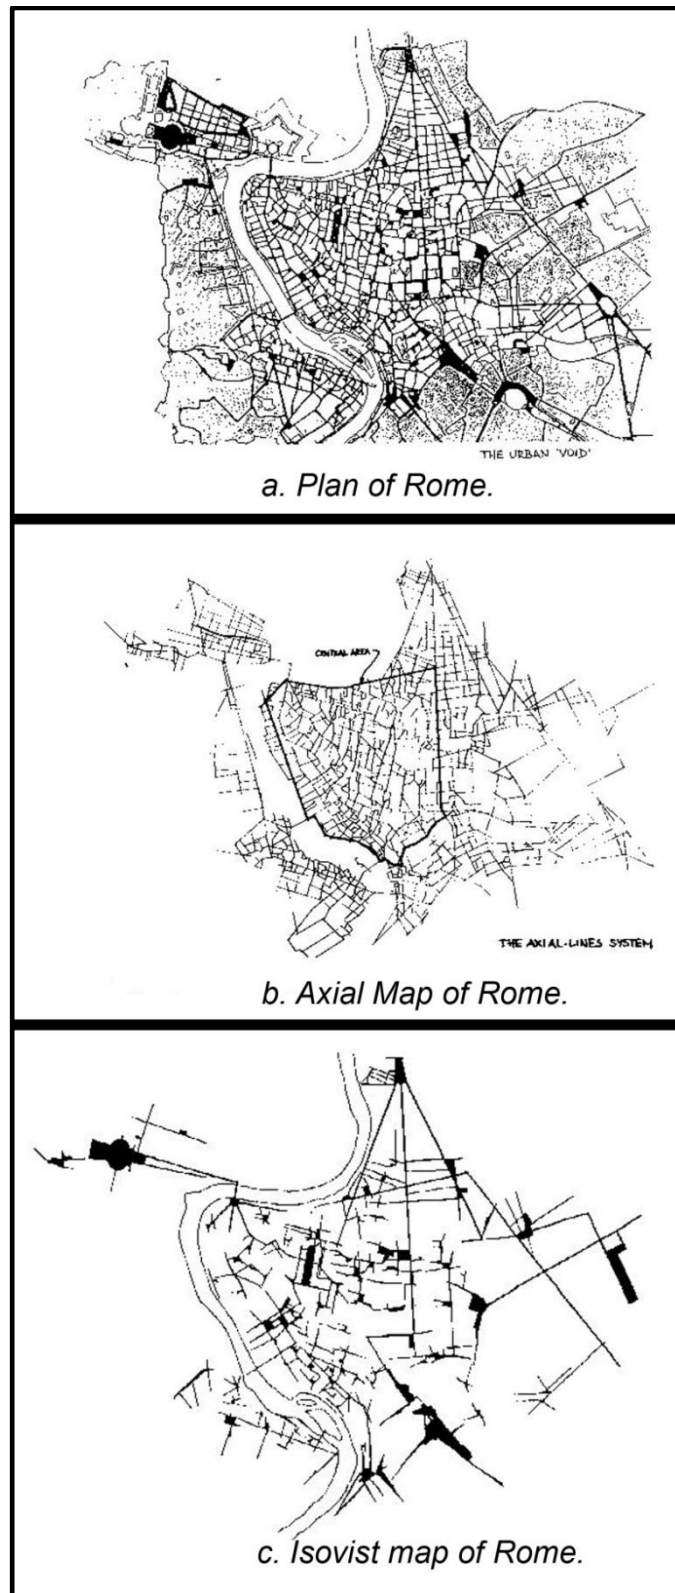 THE URBAN 'VOID'
a. Plan of Rome.
CENTRAL AREA
THE AXIAL-LINES SYSTEM
b. Axial Map of Rome.
c. Isovist map of Rome.